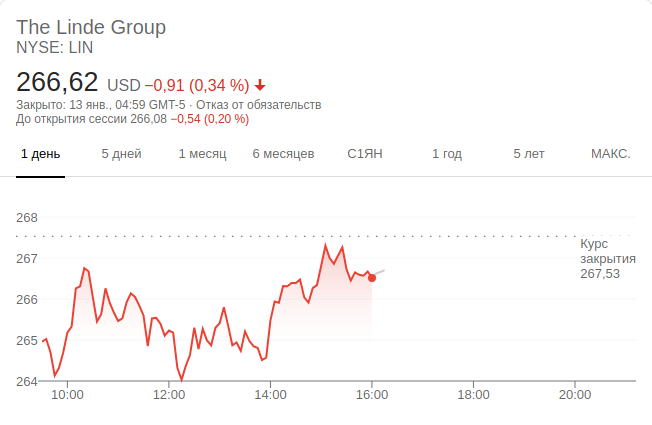 The Linde Group
NYSE: LIN
266,62 USD −0,91 (0,34 %)
Закрыто: 13 янв., 04:59 GMT-5 · Отказ от обязательств
До открытия сессии 266,08 −0,54 (0,20 %)
1 день 5 дней 1 месяц 6 месяцев С1ЯН 1 год 5 лет МАКС.
268
267
266
265
264
Курс
закрытия
267,53
10:00 12:00 14:00 16:00 18:00 20:00